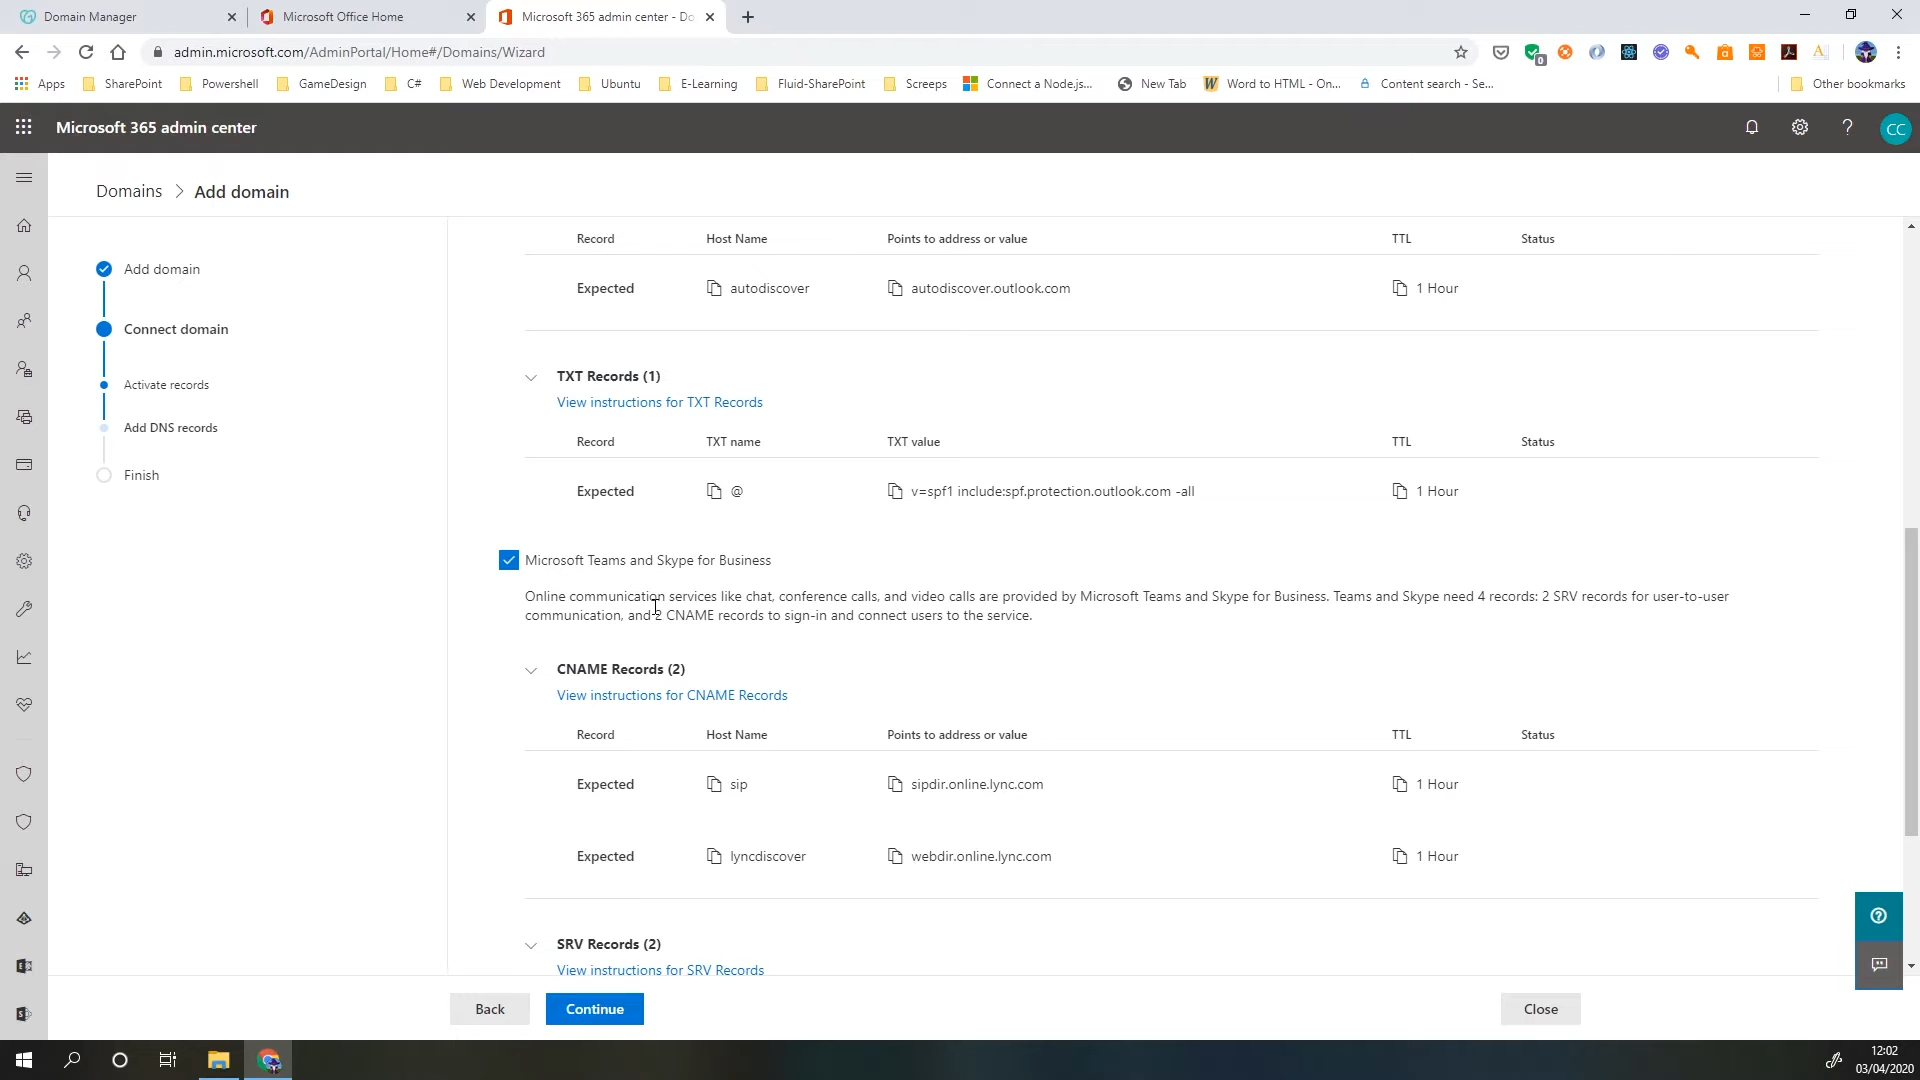 Domain Manager
Microsoft Office Home
Microsoft 365 admin center - Do
admin.microsoft.com/AdminPortal/Home#/Domains/Wizard
Apps
SharePoint
Powershell
GameDesign
C#
Web Development
Ubuntu
E-Learning
Fluid-SharePoint
Screeps
Connect a Node.js...
New Tab
Word to HTML - On...
Content search - Se...
Other bookmarks
Microsoft 365 admin center
CC
Domains > Add domain
Add domain
Connect domain
Activate records
Add DNS records
Finish
Record Host Name Points to address or value TTL Status
Expected autodiscover autodiscover.outlook.com 1 Hour
TXT Records (1)
View instructions for TXT Records
Record TXT name TXT value TTL Status
Expected @ v=spf1 include:spf.protection.outlook.com -all 1 Hour
Microsoft Teams and Skype for Business
Online communication services like chat, conference calls, and video calls are provided by Microsoft Teams and Skype for Business. Teams and Skype need 4 records: 2 SRV records for user-to-user
communication, and 2 CNAME records to sign-in and connect users to the service.
CNAME Records (2)
View instructions for CNAME Records
Record Host Name Points to address or value TTL Status
Expected sip sipdir.online.lync.com 1 Hour
Expected lyncdiscover webdir.online.lync.com 1 Hour
SRV Records (2)
View instructions for SRV Records
Back
Continue
Close
12:02
03/04/2020